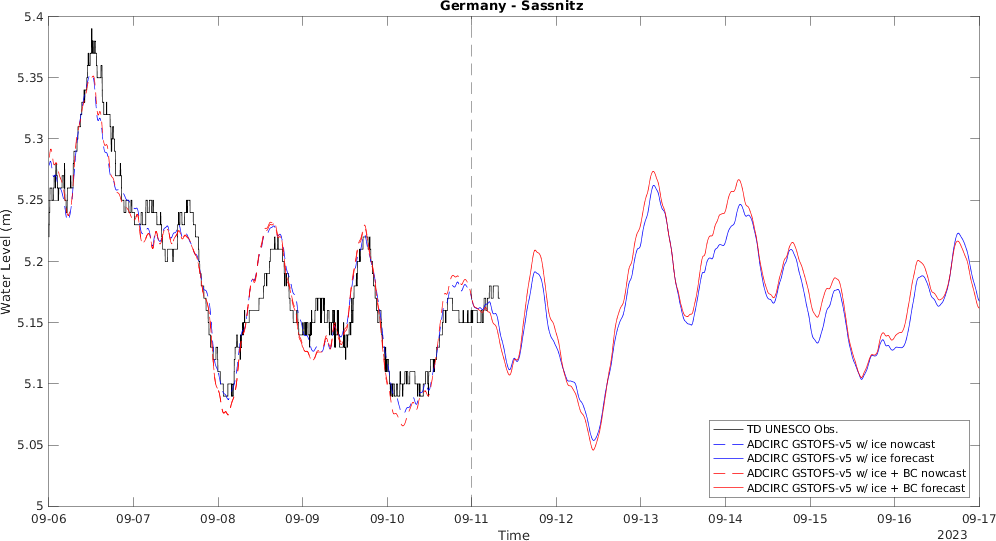 Germany - Sassnitz
5.4
5.35
5.3
5.25
5.2
5.15
5.1
5.05
5
Water Level (m)
TD UNESCO Obs.
ADCIRC GSTOFS-v5 w/ ice nowcast
ADCIRC GSTOFS-v5 w/ ice forecast
ADCIRC GSTOFS-v5 w/ ice + BC nowcast
ADCIRC GSTOFS-v5 w/ ice + BC forecast
09-06 09-07 09-08 09-09 09-10 09-11 09-12 09-13 09-14 09-15 09-16 09-17
Time
2023